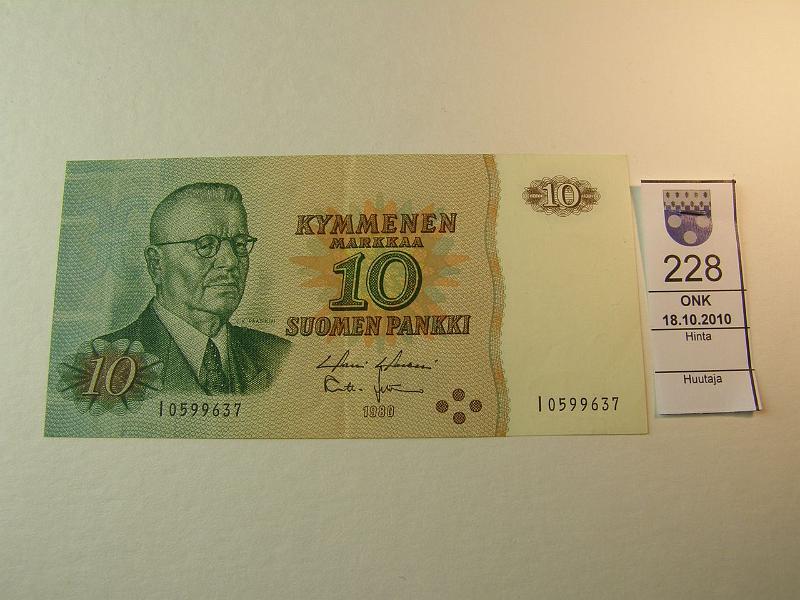 10
KYMMENEN
MARKKAA
10
SUOMEN PANKKI
10
1980
I0599637
I0599637
228
ONK
18.10.2010
Hinta
Huutaja